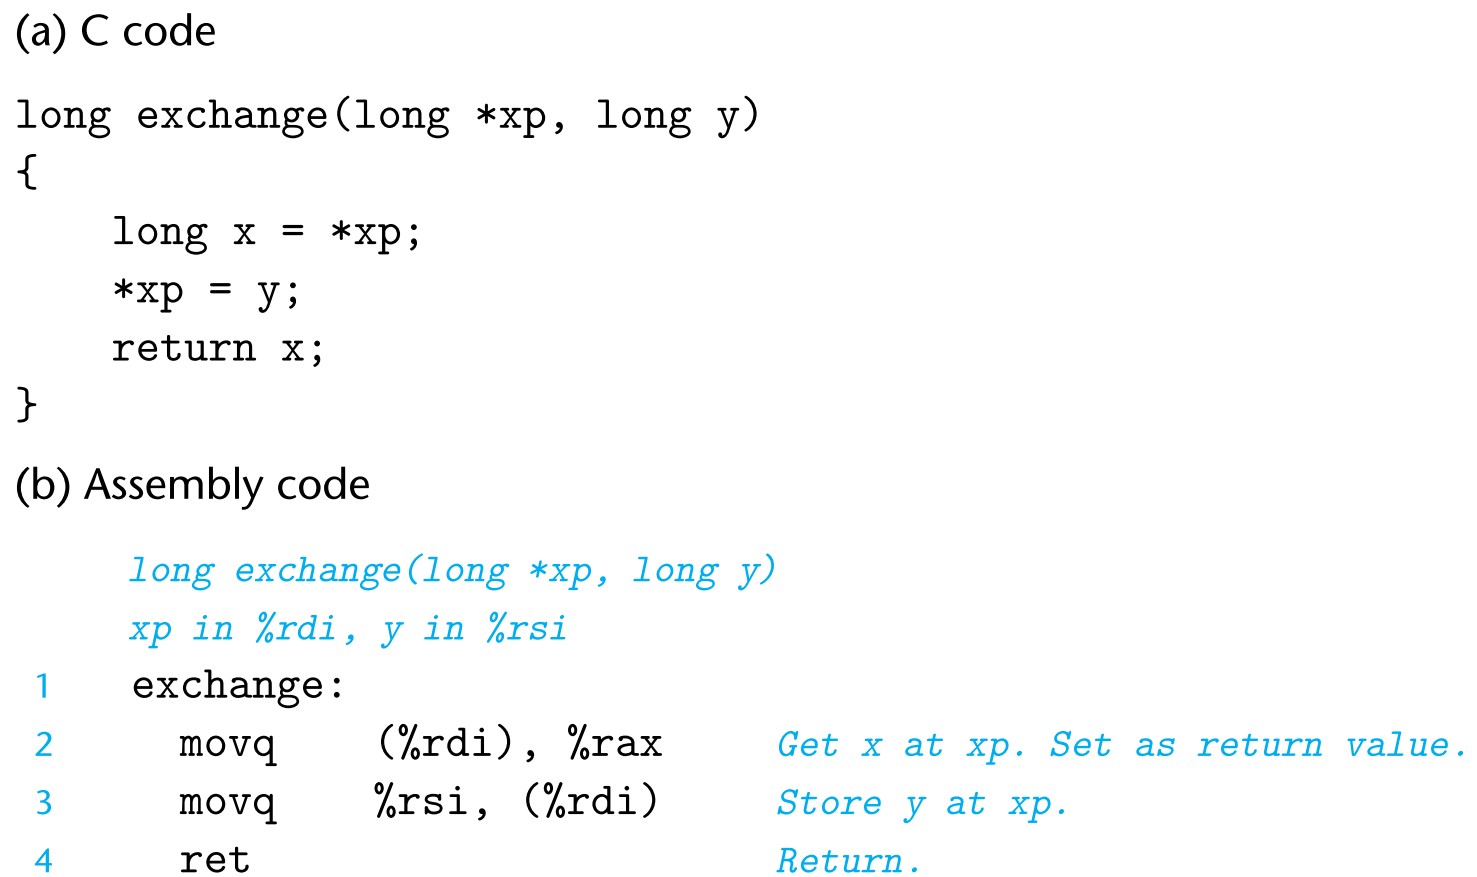 (a) C code
long exchange(long *xp, long y)
{
    long x = *xp;
    *xp = y;
    return x;
}
(b) Assembly code
long exchange(long *xp, long y)
xp in %rdi, y in %rsi
1 exchange:
2 movq (%rdi), %rax Get x at xp. Set as return value.
3 movq %rsi, (%rdi) Store y at xp.
4 ret Return.